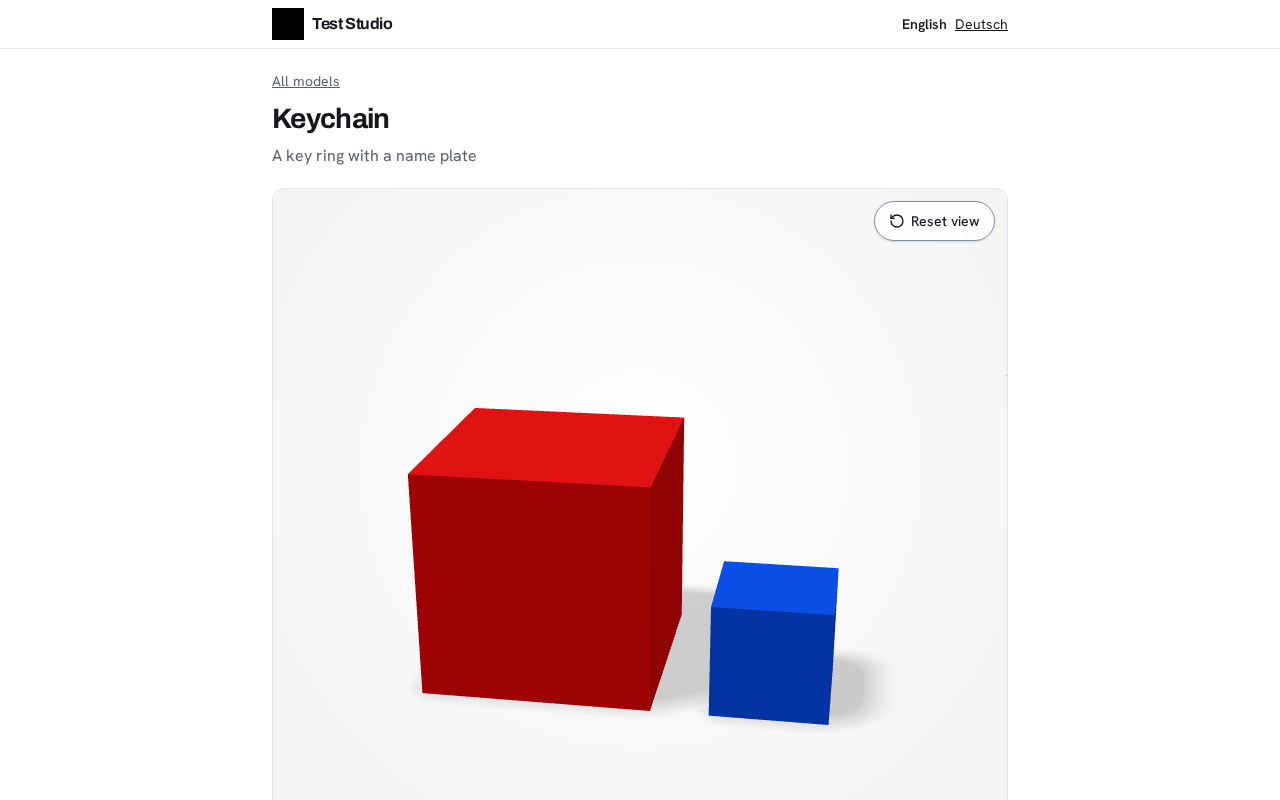 Test Studio
English Deutsch
All models
Keychain
A key ring with a name plate
Reset view